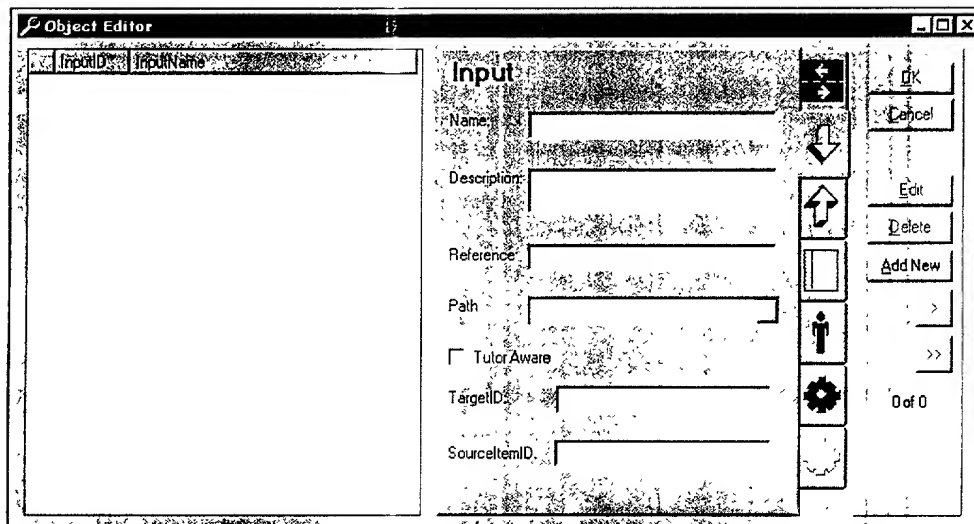 Object Editor
InputID InputName
Input
Name:
Description:
Reference:
Path
Tutor Aware
TargetID:
SourceItemID:
OK
Cancel
Edit
Delete
Add New
>
>>
0 of 0